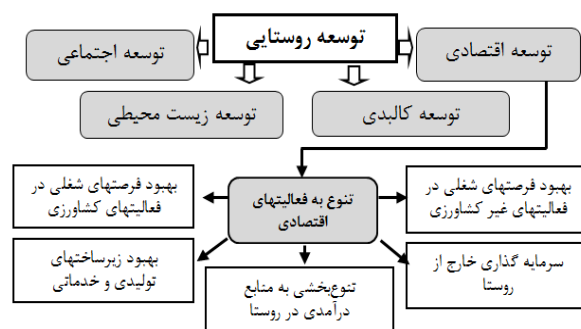 توسعه روستایی
توسعه اقتصادی
توسعه اجتماعی
توسعه کالبدی
توسعه زیست محیطی
تنوع به فعالیتهای
اقتصادی
بهبود فرصتهای شغلی در
فعالیتهای غیر کشاورزی
بهبود فرصتهای شغلی در
فعالیتهای کشاورزی
سرمایه گذاری خارج از
روستا
تنوع‌بخشی به منابع
درآمدی در روستا
بهبود زیرساختهای
تولیدی و خدماتی